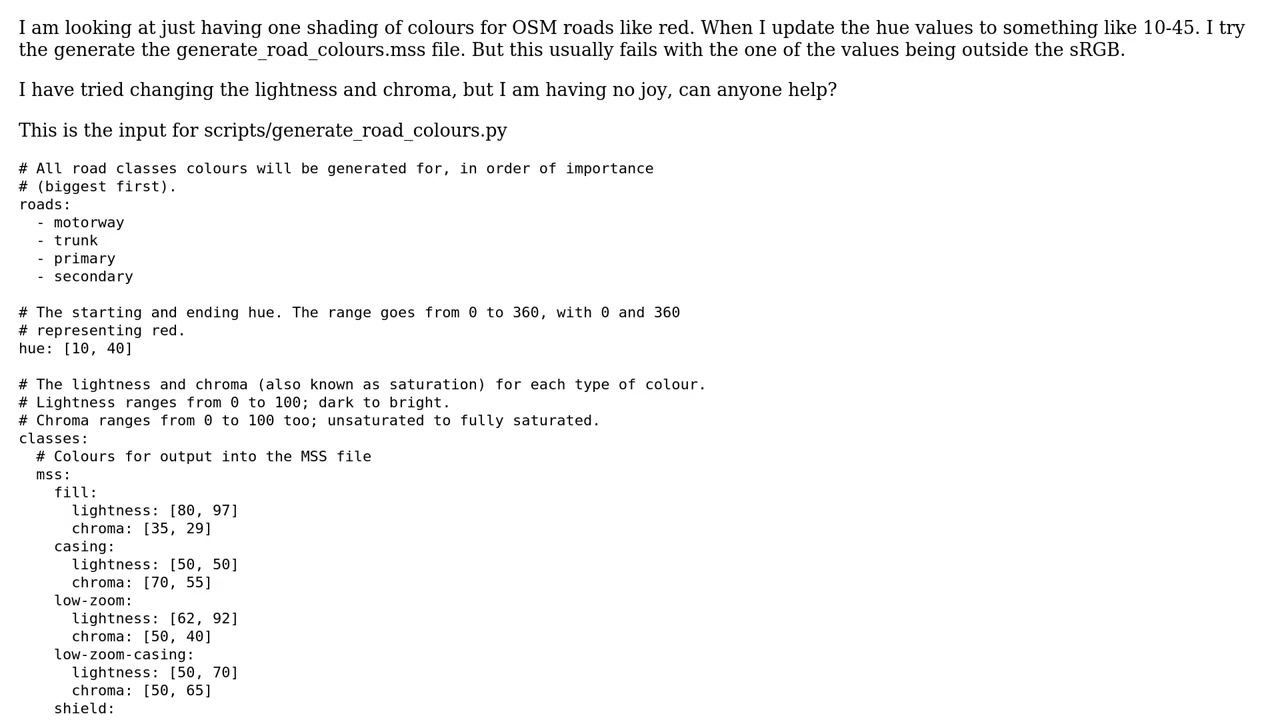 I am looking at just having one shading of colours for OSM roads like red. When I update the hue values to something like 10-45. I try
the generate the generate_road_colours.mss file. But this usually fails with the one of the values being outside the sRGB.
I have tried changing the lightness and chroma, but I am having no joy, can anyone help?
This is the input for scripts/generate_road_colours.py
# All road classes colours will be generated for, in order of importance
# (biggest first).
roads:
  - motorway
  - trunk
  - primary
  - secondary
# The starting and ending hue. The range goes from 0 to 360, with 0 and 360
# representing red.
hue: [10, 40]
# The lightness and chroma (also known as saturation) for each type of colour.
# Lightness ranges from 0 to 100; dark to bright.
# Chroma ranges from 0 to 100 too; unsaturated to fully saturated.
classes:
  # Colours for output into the MSS file
  mss:
    fill:
      lightness: [80, 97]
      chroma: [35, 29]
    casing:
      lightness: [50, 50]
      chroma: [70, 55]
    low-zoom:
      lightness: [62, 92]
      chroma: [50, 40]
    low-zoom-casing:
      lightness: [50, 70]
      chroma: [50, 65]
    shield: